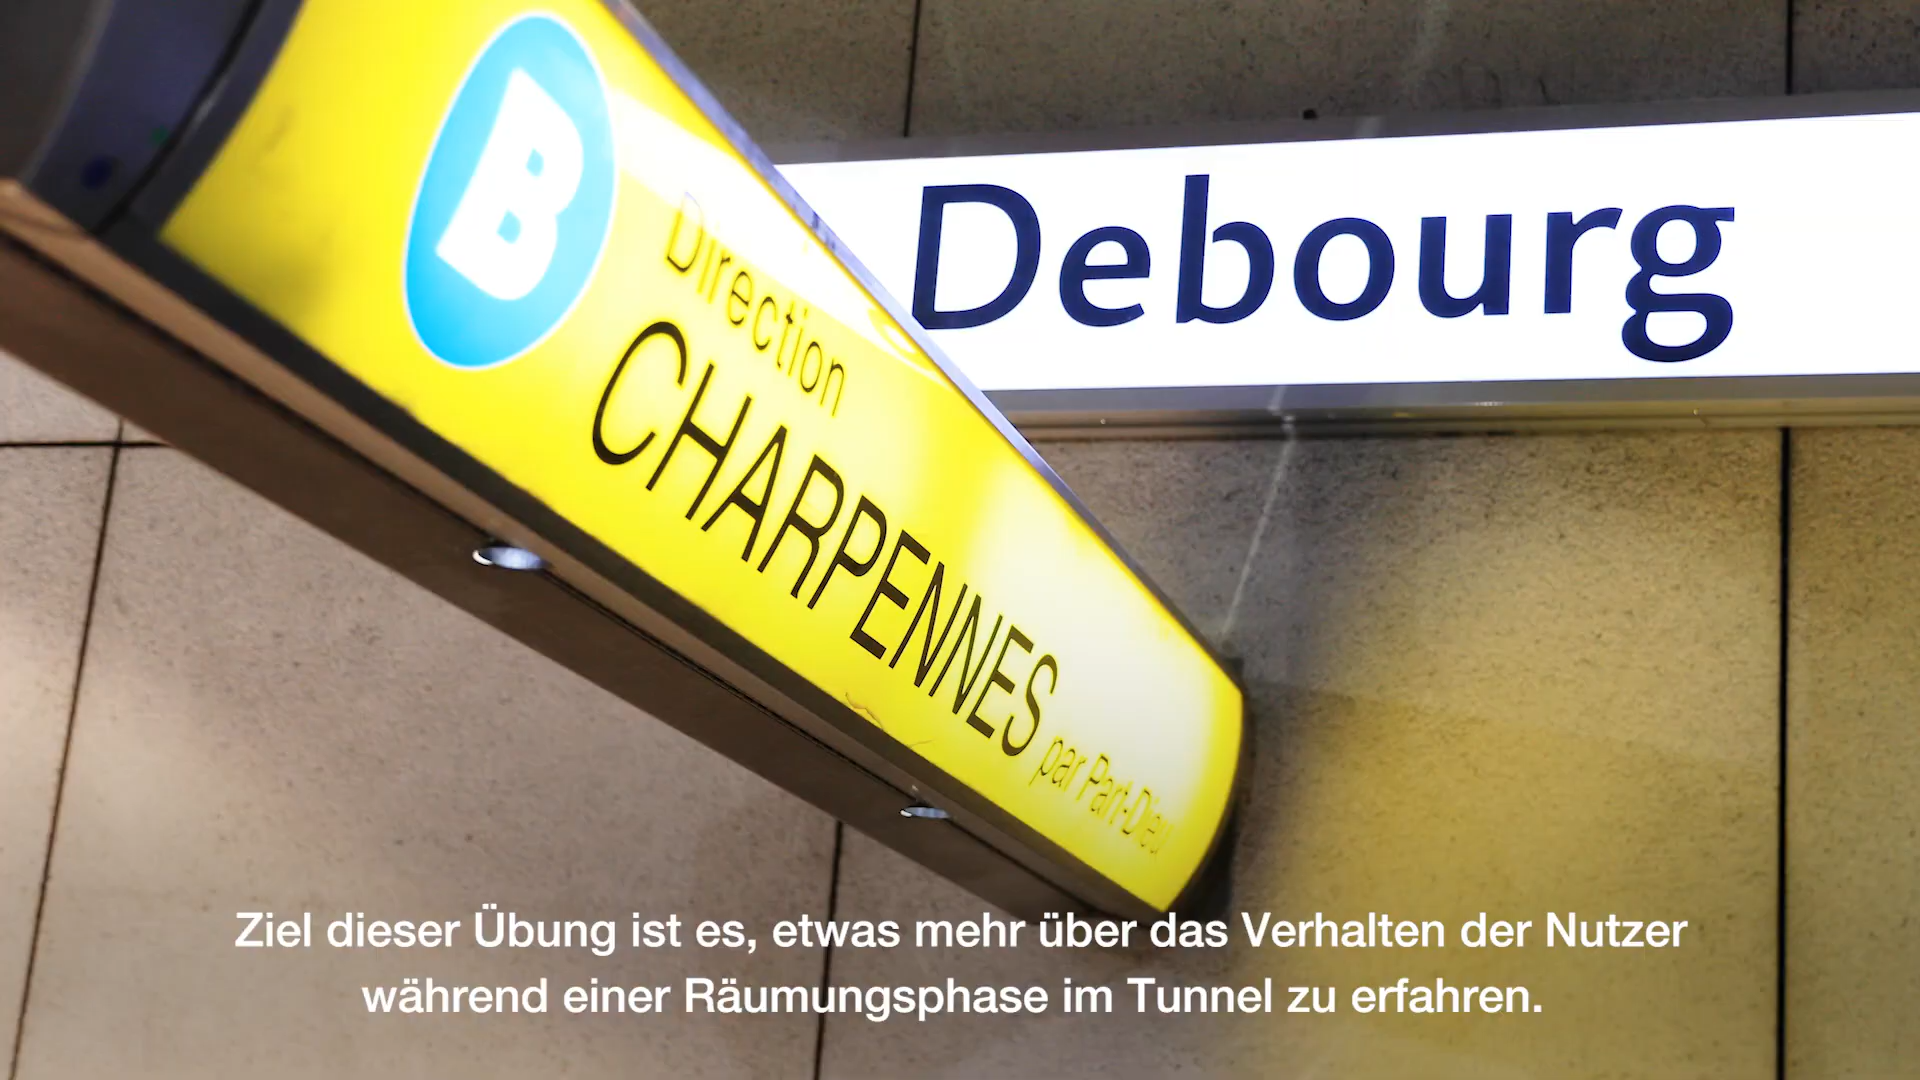 B
Direction
CHARPENNES par Part-Dieu
Debourg
Ziel dieser Übung ist es, etwas mehr über das Verhalten der Nutzer
während einer Räumungsphase im Tunnel zu erfahren.